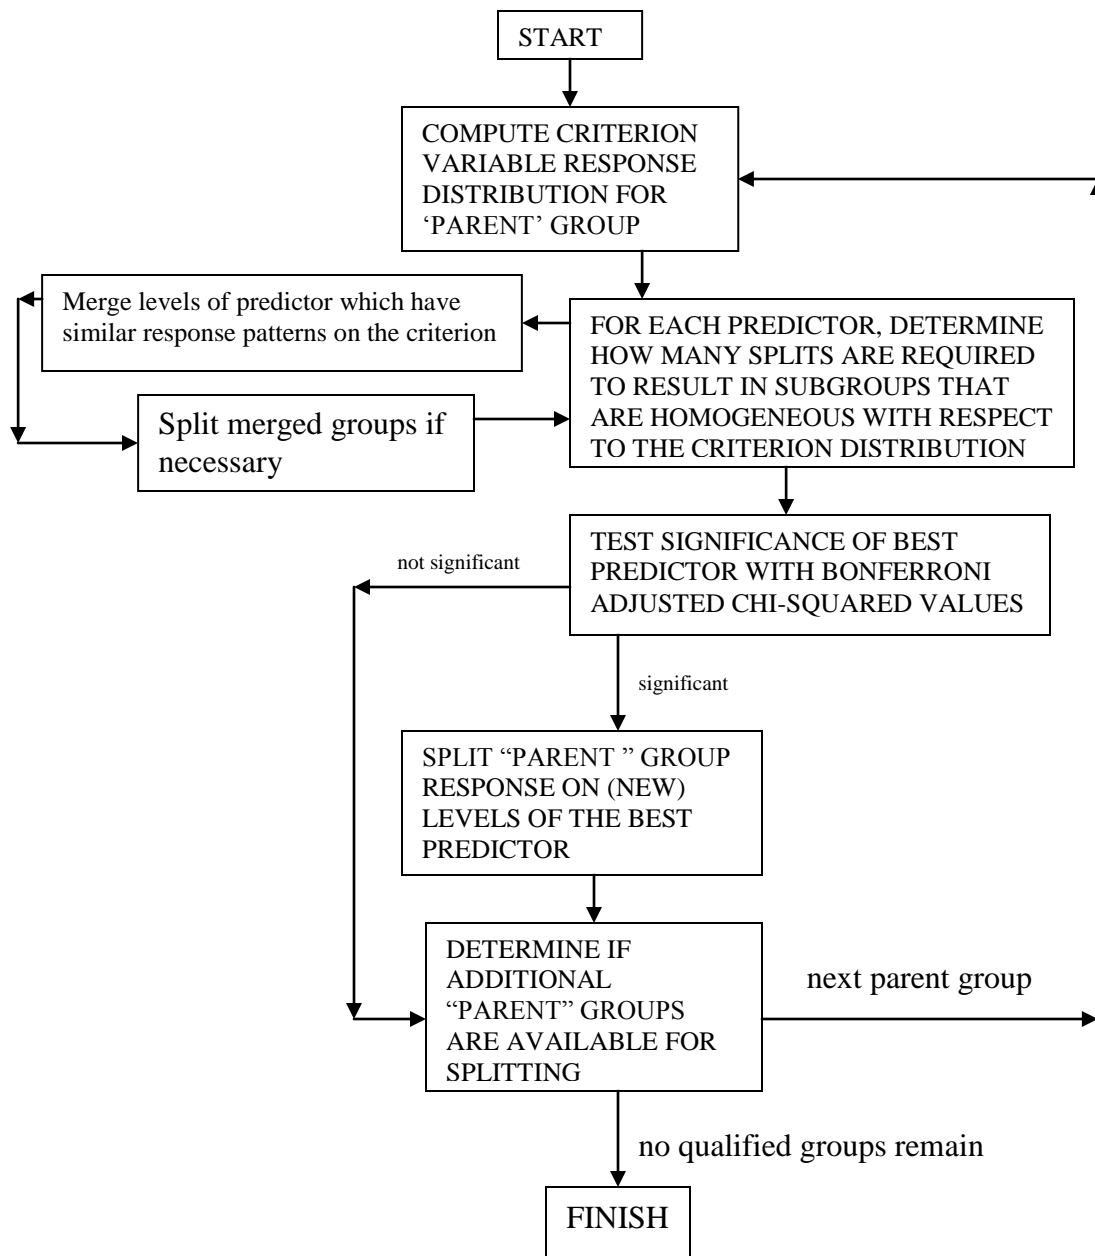 START
COMPUTE CRITERION
VARIABLE RESPONSE
DISTRIBUTION FOR
‘PARENT’ GROUP
Merge levels of predictor which have
similar response patterns on the criterion
FOR EACH PREDICTOR, DETERMINE
HOW MANY SPLITS ARE REQUIRED
TO RESULT IN SUBGROUPS THAT
ARE HOMOGENEOUS WITH RESPECT
TO THE CRITERION DISTRIBUTION
Split merged groups if
necessary
TEST SIGNIFICANCE OF BEST
PREDICTOR WITH BONFERRONI
ADJUSTED CHI-SQUARED VALUES
not significant
significant
SPLIT “PARENT ” GROUP
RESPONSE ON (NEW)
LEVELS OF THE BEST
PREDICTOR
DETERMINE IF
ADDITIONAL
“PARENT” GROUPS
ARE AVAILABLE FOR
SPLITTING
next parent group
no qualified groups remain
FINISH